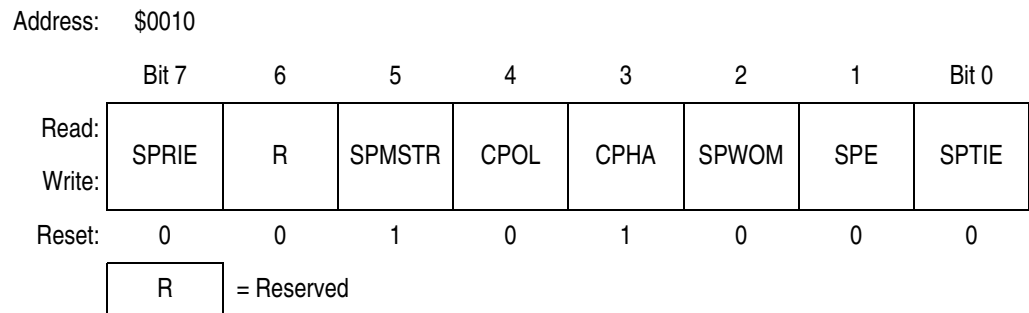 Address: $0010
Bit 7 6 5 4 3 2 1 Bit 0
Read:
SPRIE R SPMSTR CPOL CPHA SPWOM SPE SPTIE
Write:
Reset: 0 0 1 0 1 0 0 0
R = Reserved